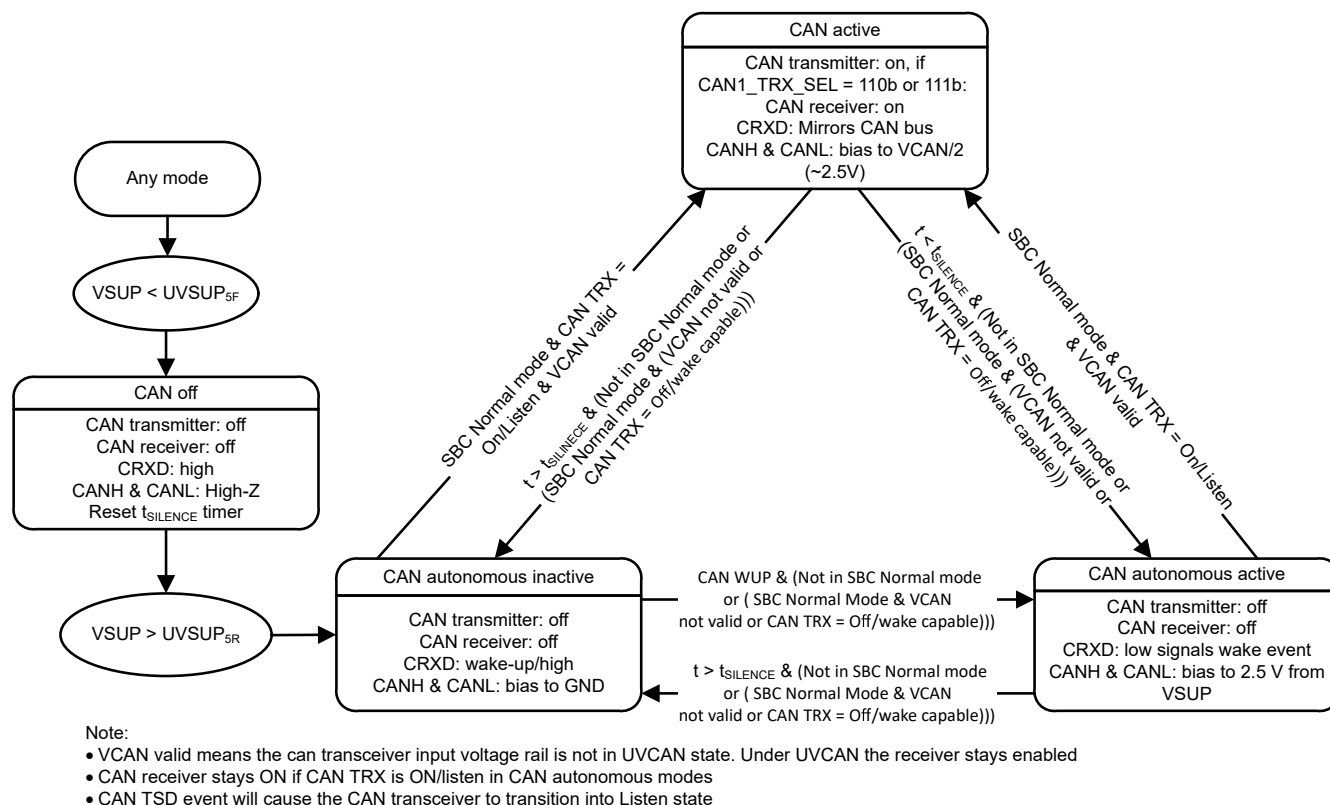 CAN active
CAN transmitter: on, if
CAN1_TRX_SEL = 110b or 111b:
CAN receiver: on
CRXD: Mirrors CAN bus
CANH & CANL: bias to VCAN/2
(~2.5V)
Any mode
VSUP < UVSUP5F
CAN off
CAN transmitter: off
CAN receiver: off
CRXD: high
CANH & CANL: High-Z
Reset tSILENCE timer
VSUP > UVSUP5R
SBC Normal mode & CAN TRX =
On/Listen & VCAN valid
t > tSILINECE & (Not in SBC Normal mode or
(SBC Normal mode & (VCAN not valid or
CAN TRX = Off/wake capable)))
t < tSILENCE & (Not in SBC Normal mode or
(SBC Normal mode & (VCAN not valid or
CAN TRX = Off/wake capable)))
SBC Normal mode & CAN TRX = On/Listen
& VCAN valid
CAN autonomous inactive
CAN transmitter: off
CAN receiver: off
CRXD: wake-up/high
CANH & CANL: bias to GND
CAN WUP & (Not in SBC Normal mode
or ( SBC Normal Mode & VCAN
not valid or CAN TRX = Off/wake capable)))
t > tSILENCE & (Not in SBC Normal mode
or ( SBC Normal Mode & VCAN
not valid or CAN TRX = Off/wake capable)))
CAN autonomous active
CAN transmitter: off
CAN receiver: off
CRXD: low signals wake event
CANH & CANL: bias to 2.5 V from
VSUP
Note:
• VCAN valid means the can transceiver input voltage rail is not in UVCAN state. Under UVCAN the receiver stays enabled
• CAN receiver stays ON if CAN TRX is ON/listen in CAN autonomous modes
• CAN TSD event will cause the CAN transceiver to transition into Listen state